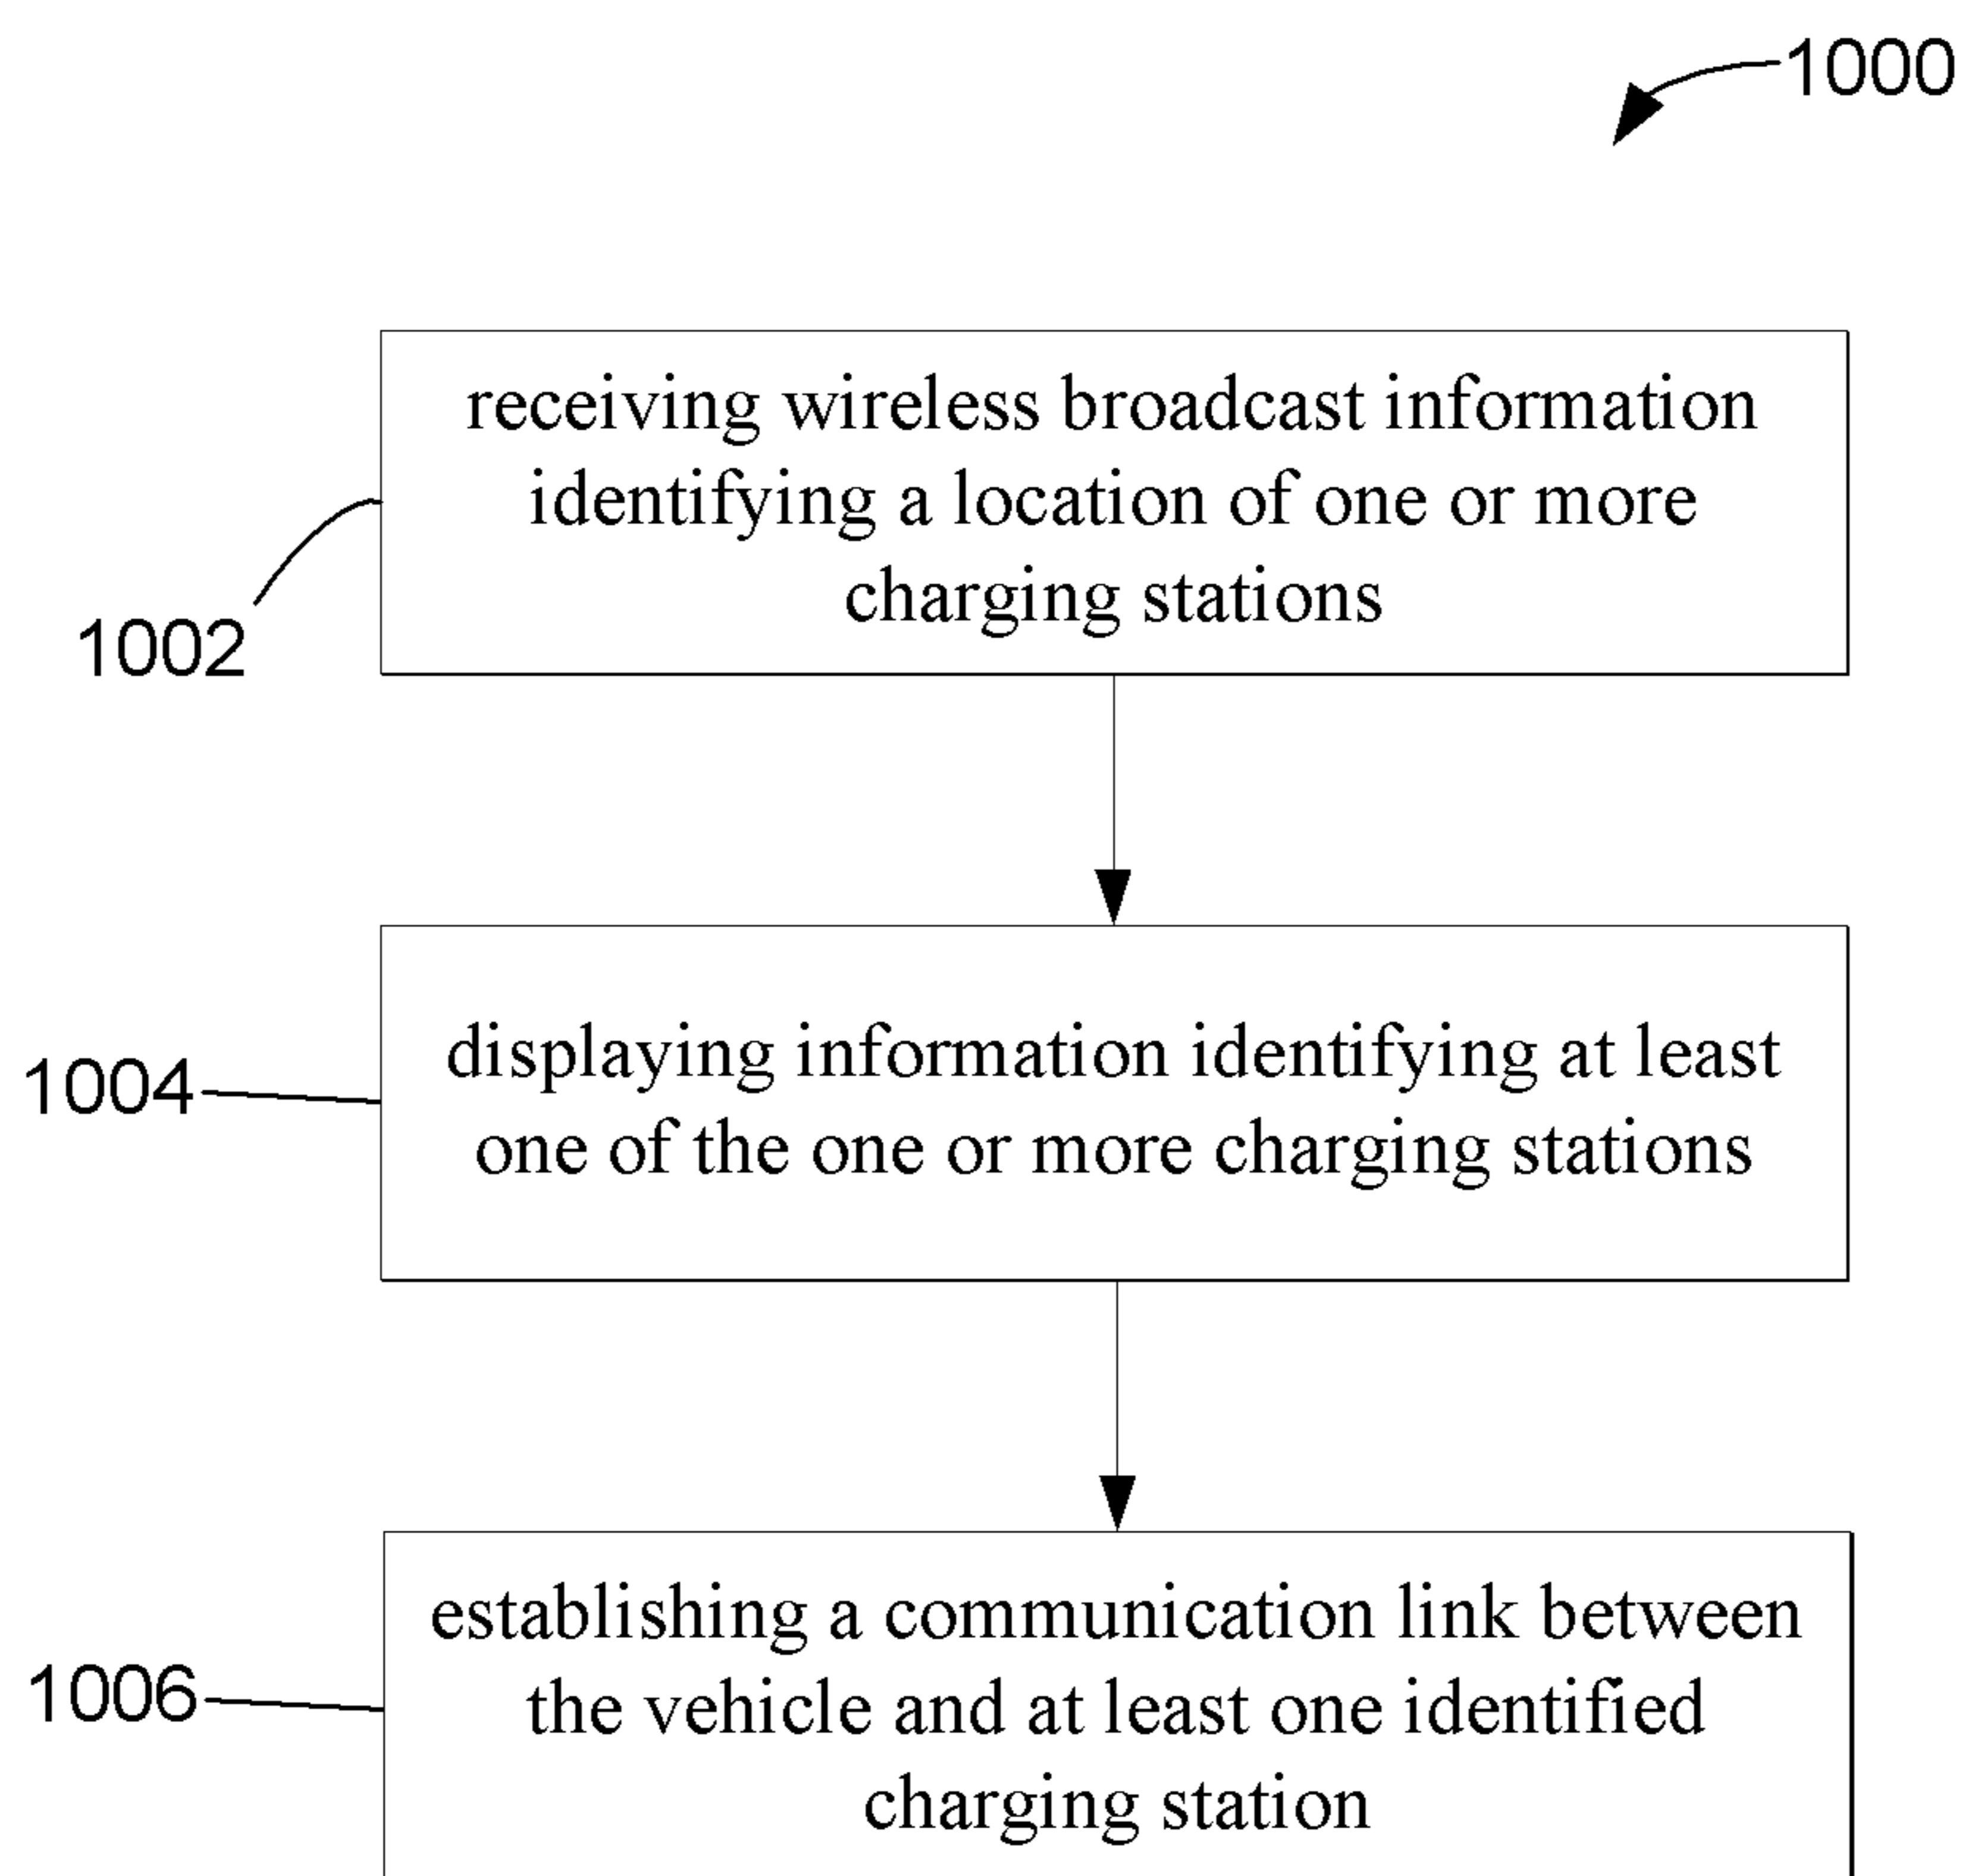 1000
receiving wireless broadcast information
identifying a location of one or more
charging stations
1002
displaying information identifying at least
one of the one or more charging stations
1004
establishing a communication link between
the vehicle and at least one identified
charging station
1006